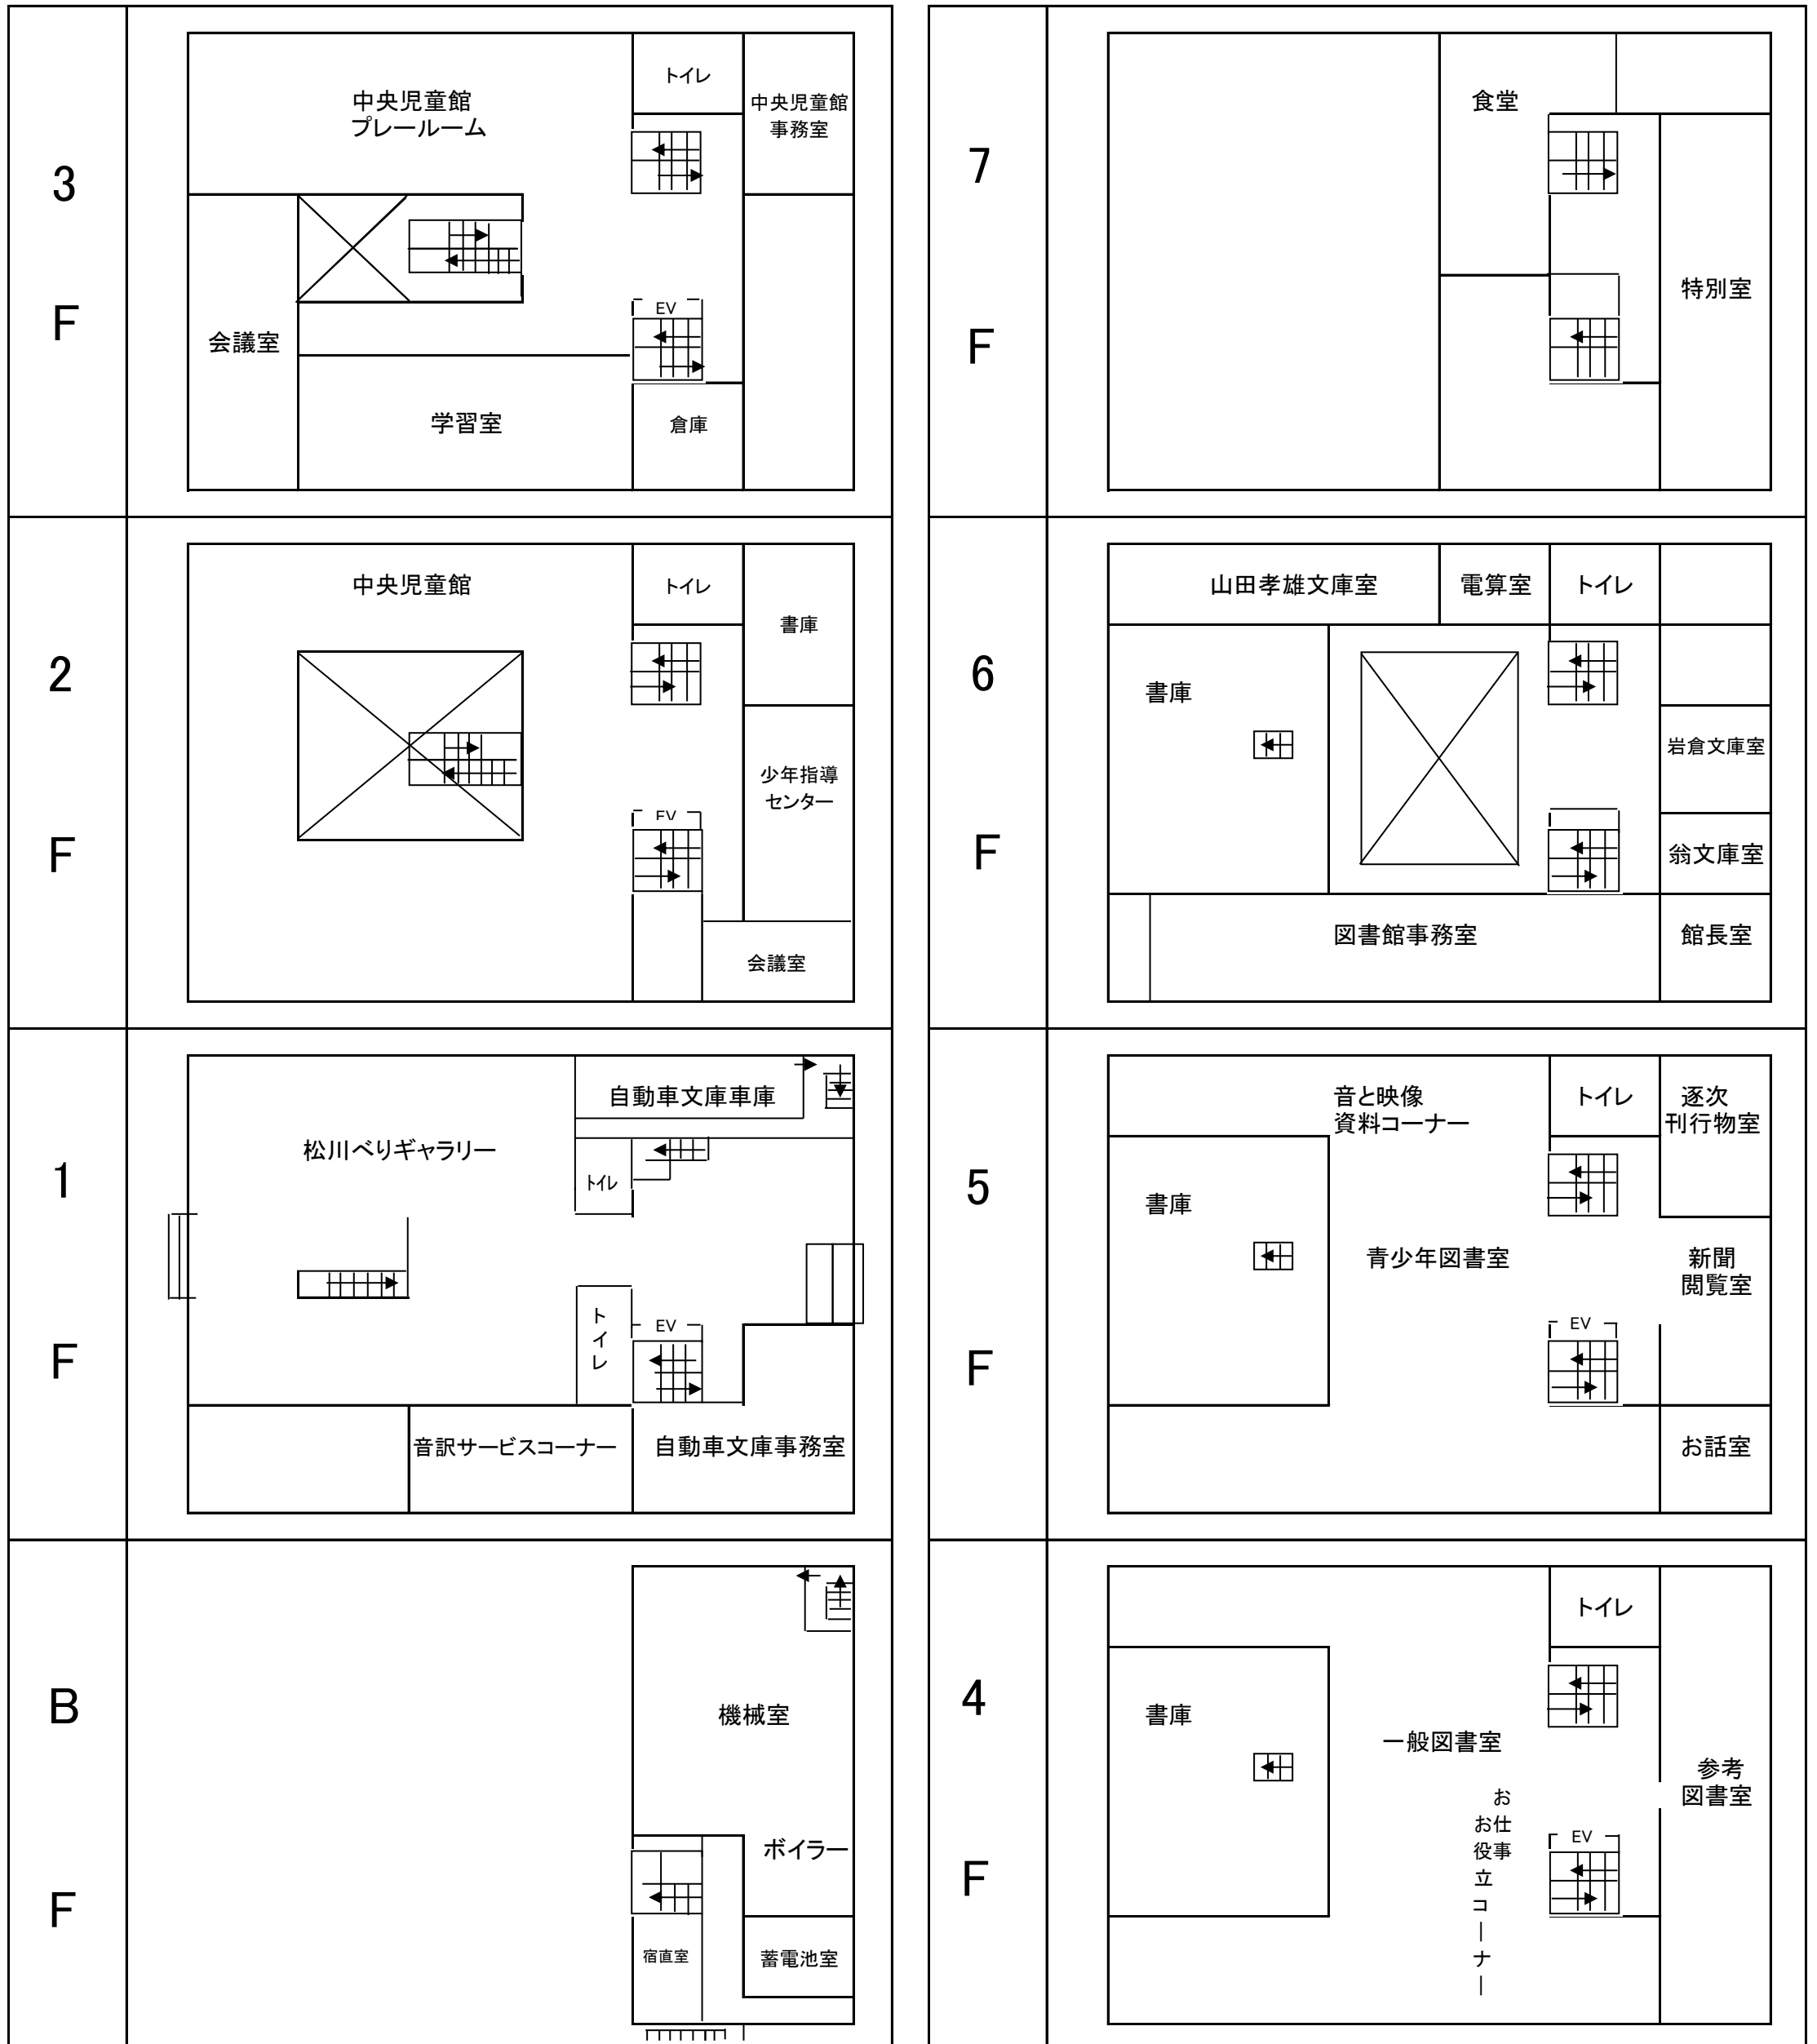 3
F
中央児童館
プレールーム
トイレ
中央児童館
事務室
EV
会議室
学習室
倉庫
2
F
中央児童館
トイレ
書庫
少年指導
センター
EV
会議室
1
F
自動車文庫車庫
松川べりギャラリー
トイレ
トイレ
EV
音訳サービスコーナー
自動車文庫事務室
B
F
機械室
ボイラー
宿直室
蓄電池室
7
F
食堂
特別室
6
F
山田孝雄文庫室
電算室
トイレ
書庫
岩倉文庫室
翁文庫室
図書館事務室
館長室
5
F
音と映像
資料コーナー
トイレ
逐次
刊行物室
書庫
青少年図書室
新聞
閲覧室
EV
お話室
4
F
トイレ
書庫
一般図書室
参考
図書室
お仕事
お役立コーナー
EV